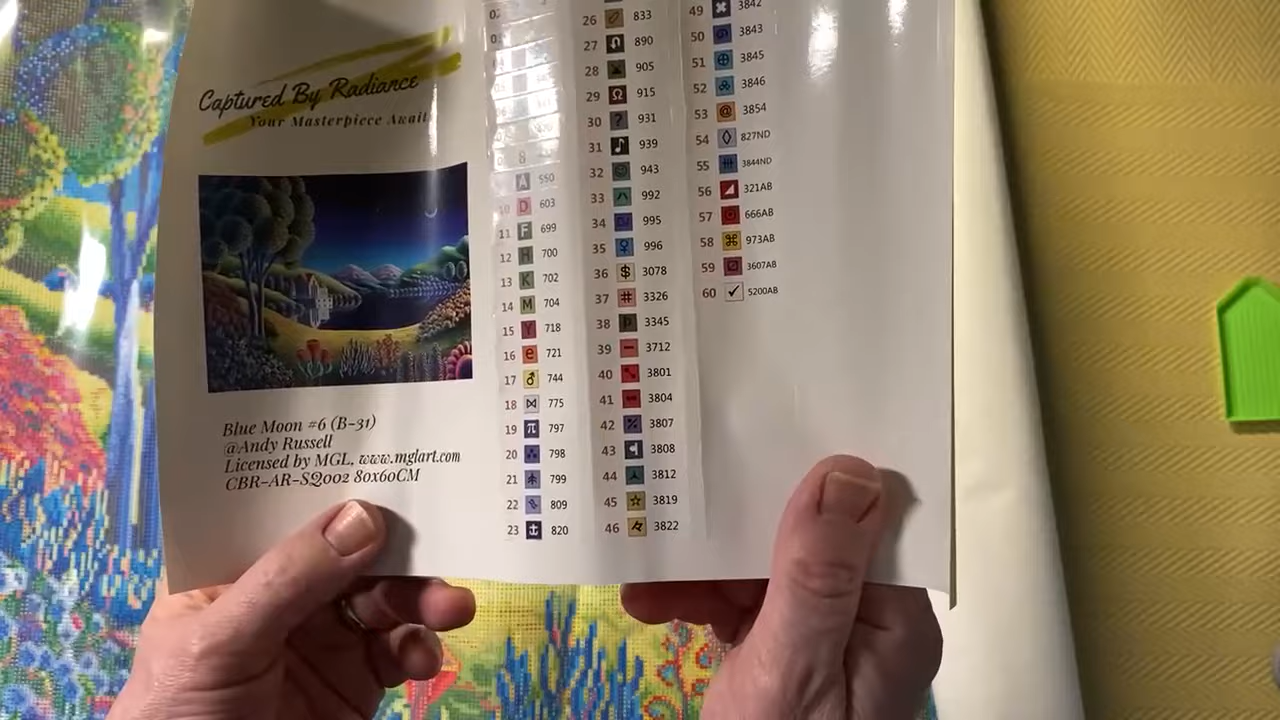 Captured By Radiance
Your Masterpiece Await
Blue Moon #6 (B-31)
@Andy Russell
Licensed by MGL, www.mglart.com
CBR-AR-SQ002 80x60CM
8
A 550
10 D 603
11 F 699
12 H 700
13 K 702
14 M 704
15 Y 718
16 e 721
17 ♂ 744
18 ⋈ 775
19 π 797
20 798
21 799
22 809
23 ⚓ 820
26 833
27 890
28 905
29 Ω 915
30 ? 931
31 ♪ 939
32 943
33 992
34 995
35 ♀ 996
36 $ 3078
37 # 3326
38 P 3345
39 − 3712
40 3801
41 3804
42 3807
43 3808
44 3812
45 ☆ 3819
46 3822
49 ✖ 3842
50 3843
51 ⊕ 3845
52 3846
53 @ 3854
54 ◊ 827ND
55 3844ND
56 321AB
57 666AB
58 ⌘ 973AB
59 3607AB
60 ✓ 5200AB